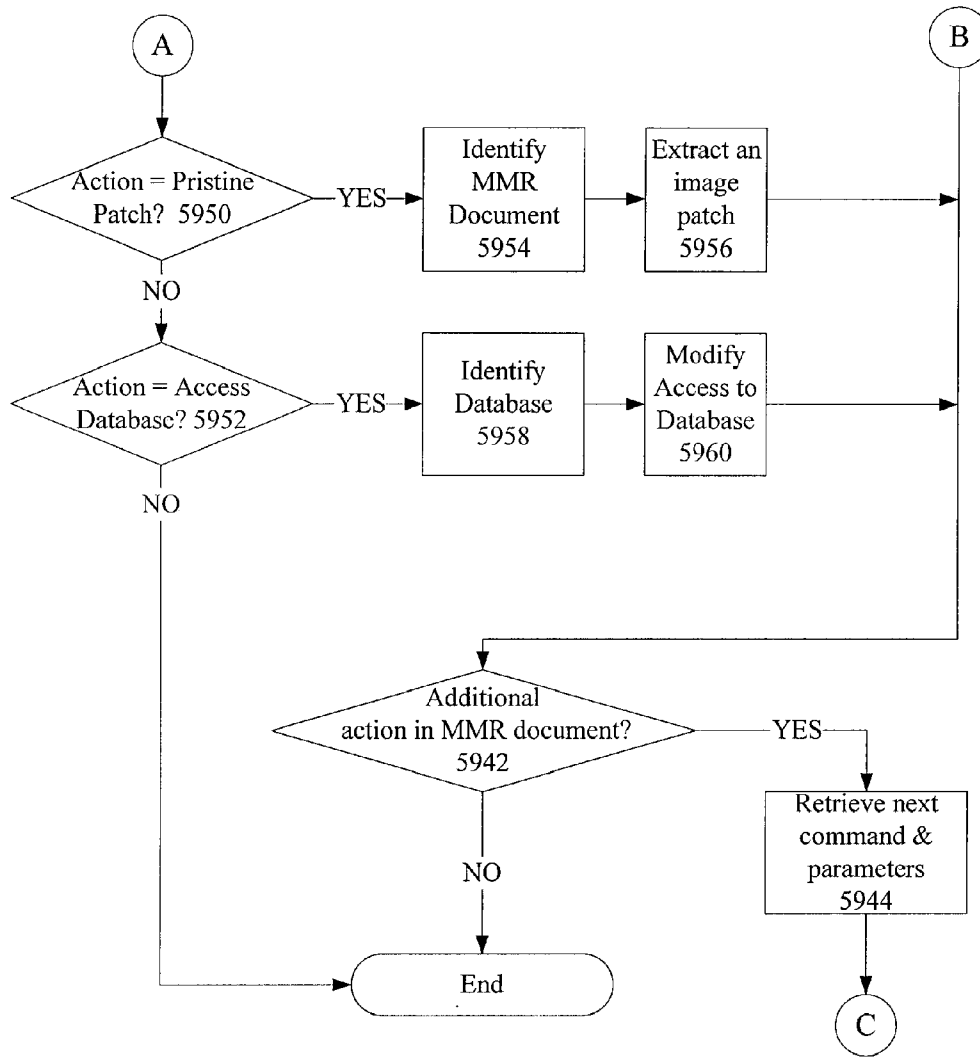 A
B
Action = Pristine
Patch? 5950
YES
Identify
MMR
Document
5954
Extract an
image
patch
5956
NO
Action = Access
Database? 5952
YES
Identify
Database
5958
Modify
Access to
Database
5960
NO
Additional
action in MMR document?
5942
YES
Retrieve next
command &
parameters
5944
NO
End
C